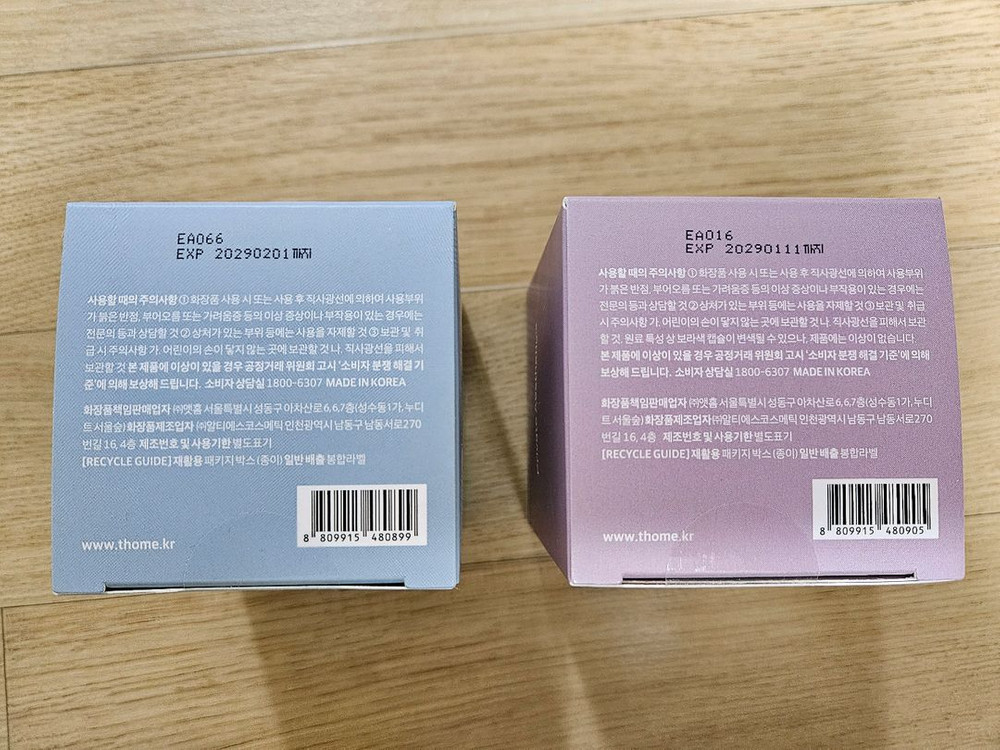 EA066
EXP 20290201까지
사용할 때의 주의사항 ① 화장품 사용 시 또는 사용 후 직사광선에 의하여 사용부위
가 붉은 반점, 부어오름 또는 가려움증 등의 이상 증상이나 부작용이 있는 경우에는
전문의 등과 상담할 것 ② 상처가 있는 부위 등에는 사용을 자제할 것 ③ 보관 및 취
급 시 주의사항 가. 어린이의 손이 닿지 않는 곳에 보관할 것 나. 직사광선을 피해서
보관할 것 본 제품에 이상이 있을 경우 공정거래 위원회 고시 '소비자 분쟁 해결 기
준'에 의해 보상해 드립니다. 소비자 상담실 1800-6307 MADE IN KOREA
화장품책임판매업자 ㈜앳홈 서울특별시 성동구 아차산로 6, 6,7층(성수동1가, 누디
트 서울숲) 화장품제조업자 ㈜알티에스코스메틱 인천광역시 남동구 남동서로270
번길 16, 4층 제조번호 및 사용기한 별도표기
[RECYCLE GUIDE] 재활용 패키지 박스 (종이) 일반 배출 봉합라벨
www.thome.kr
8 809915 480899
EA016
EXP 20290111까지
사용할 때의 주의사항 ① 화장품 사용 시 또는 사용 후 직사광선에 의하여 사용부위
가 붉은 반점, 부어오름 또는 가려움증 등의 이상 증상이나 부작용이 있는 경우에는
전문의 등과 상담할 것 ② 상처가 있는 부위 등에는 사용을 자제할 것 ③ 보관 및 취급
시 주의사항 가. 어린이의 손이 닿지 않는 곳에 보관할 것 나. 직사광선을 피해서 보관
할 것. 원료 특성 상 보라색 캡슐이 변색될 수 있으나, 제품에는 이상이 없습니다.
본 제품에 이상이 있을 경우 공정거래 위원회 고시 '소비자 분쟁 해결 기준'에 의해
보상해 드립니다. 소비자 상담실 1800-6307 MADE IN KOREA
화장품책임판매업자 ㈜앳홈 서울특별시 성동구 아차산로 6, 6,7층(성수동1가, 누디
트 서울숲) 화장품제조업자 ㈜알티에스코스메틱 인천광역시 남동구 남동서로270
번길 16, 4층 제조번호 및 사용기한 별도표기
[RECYCLE GUIDE] 재활용 패키지 박스 (종이) 일반 배출 봉합라벨
www.thome.kr
8 809915 480905